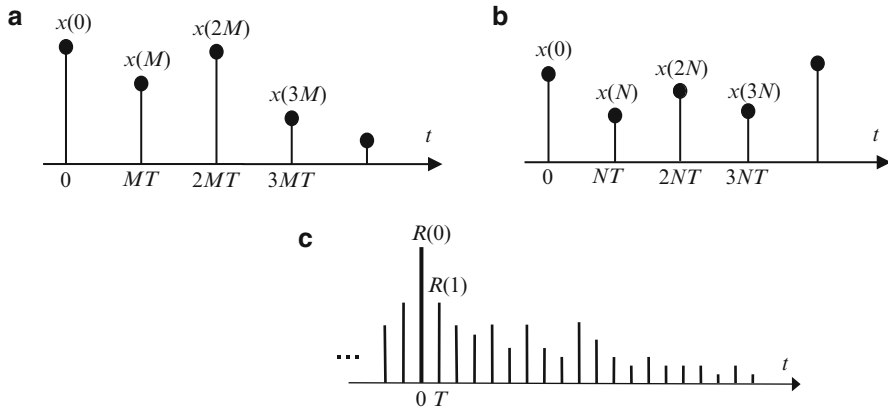 a
x(0)
x(M)
x(2M)
x(3M)
t
0 MT 2MT 3MT
b
x(0)
x(N)
x(2N)
x(3N)
t
0 NT 2NT 3NT
c
R(0)
R(1)
...
t
0 T